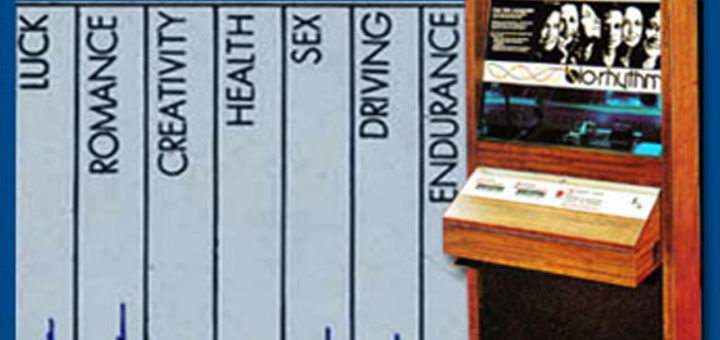 LUCK
ROMANCE
CREATIVITY
HEALTH
SEX
DRIVING
ENDURANCE
biorhythm